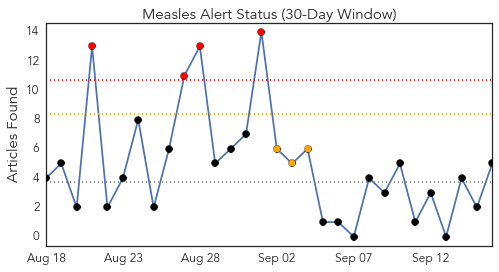 Measles Alert Status (30-Day Window)
Articles Found
14
12
10
8
6
4
2
0
Aug 18 Aug 23 Aug 28 Sep 02 Sep 07 Sep 12